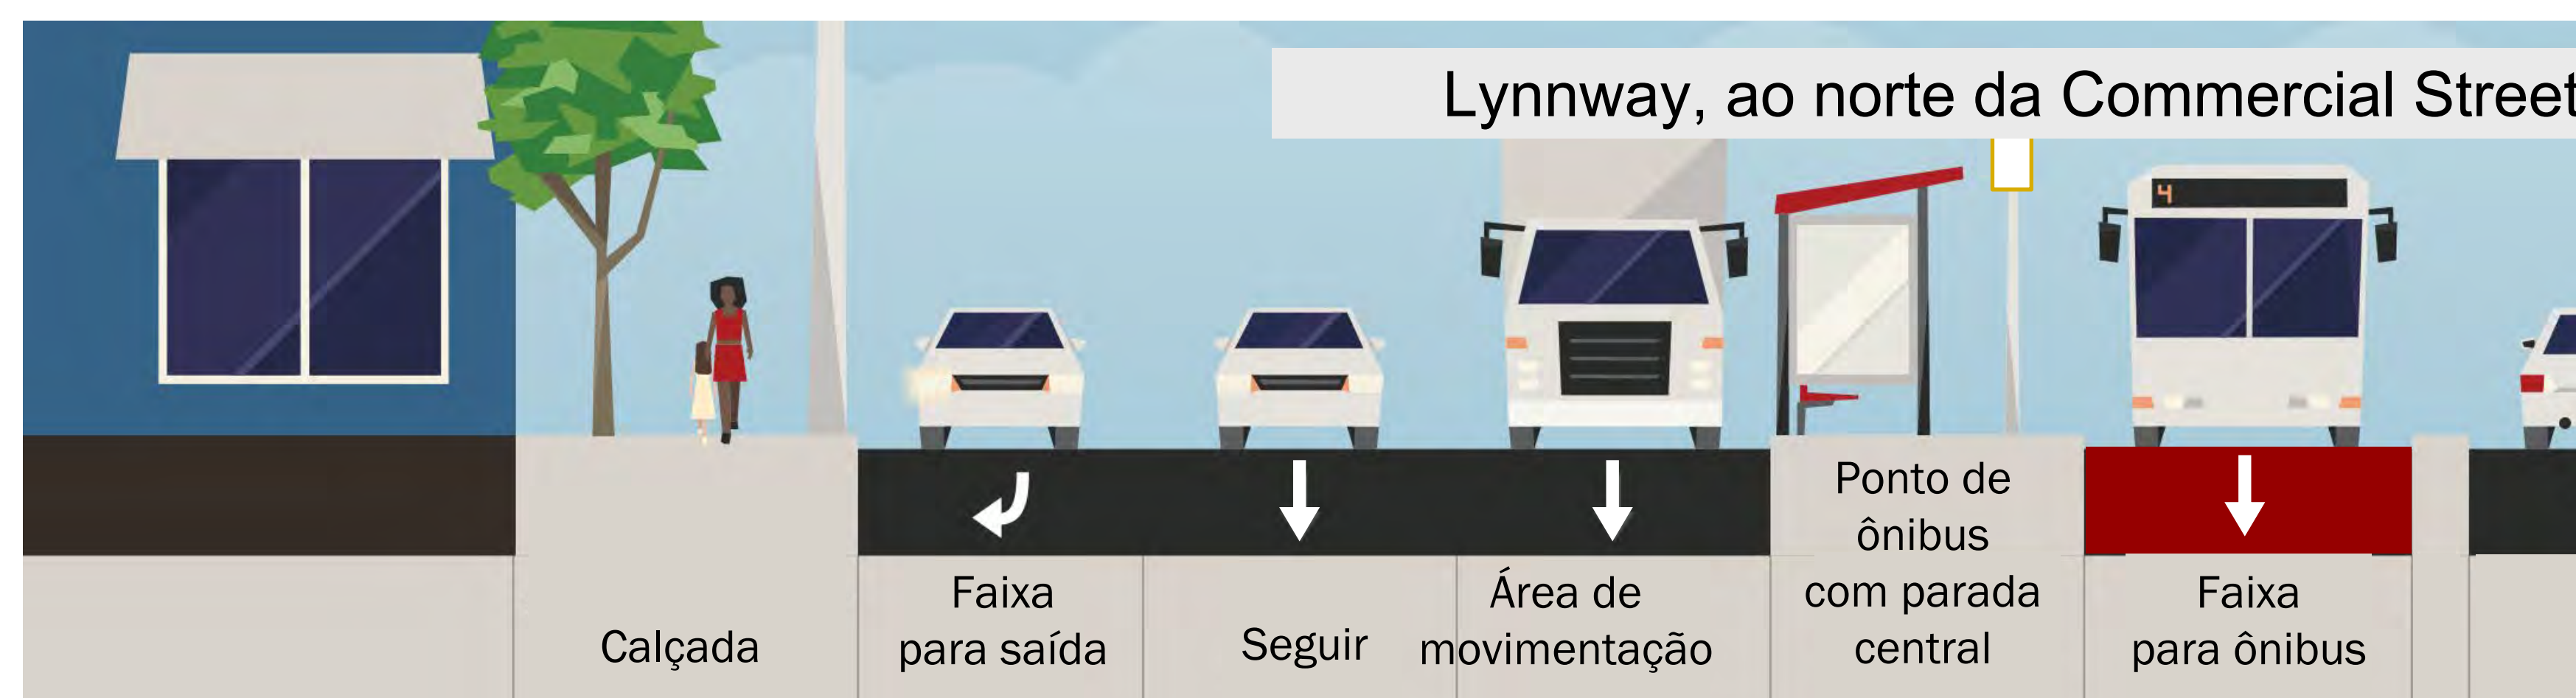 Lynnway, ao norte da Commercial Street
4
Calçada
Faixa
para saída
Seguir
Área de
movimentação
Ponto de
ônibus
com parada
central
Faixa
para ônibus